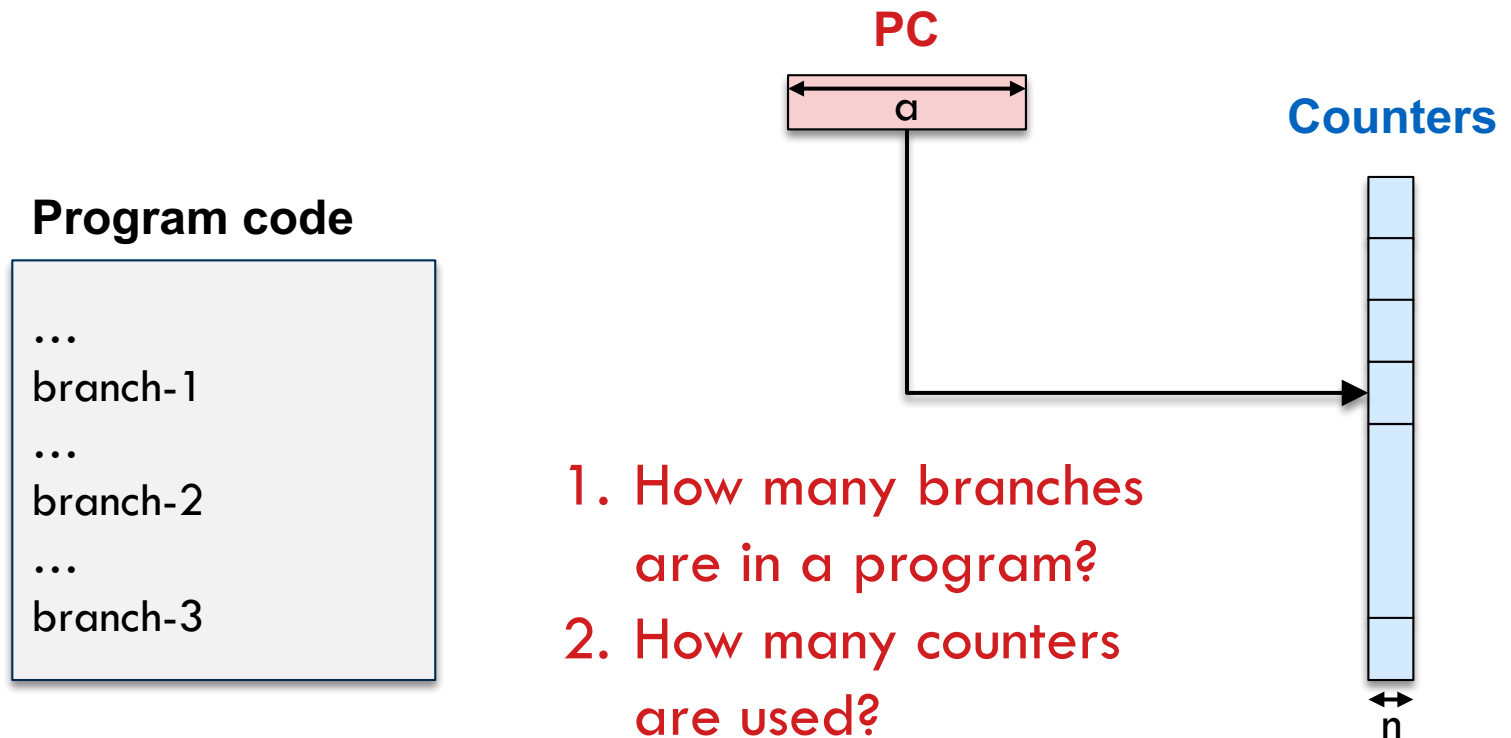 PC
a
Counters
Program code
…
branch-1
…
branch-2
…
branch-3
1. How many branches
are in a program?
2. How many counters
are used?
n